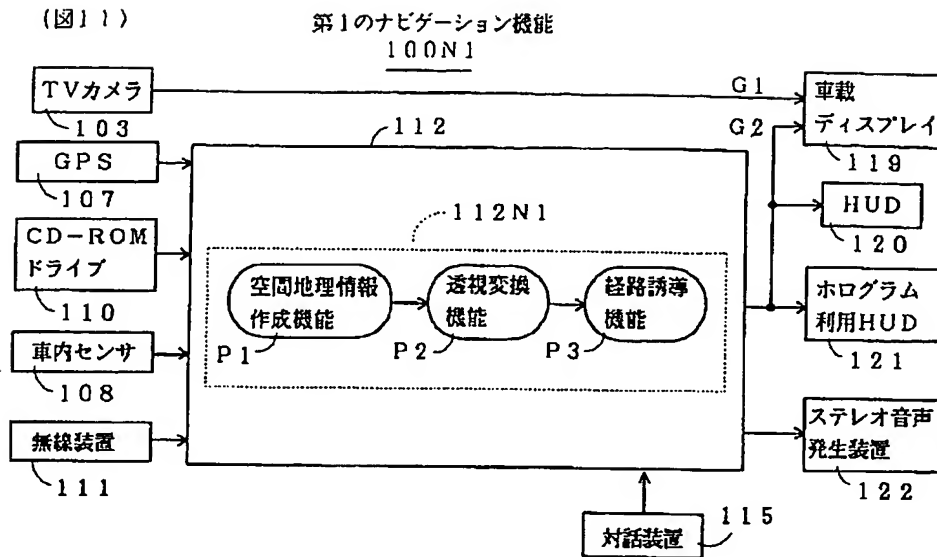 (図11)
第1のナビゲーション機能
100N1
TVカメラ
103
GPS
107
CD-ROM
ドライブ
110
車内センサ
108
無線装置
111
112
112N1
空間地理情報
作成機能
P1
透視変換
機能
P2
経路誘導
機能
P3
対話装置
115
G1
G2
車載
ディスプレイ
119
HUD
120
ホログラム
利用HUD
121
ステレオ音声
発生装置
122